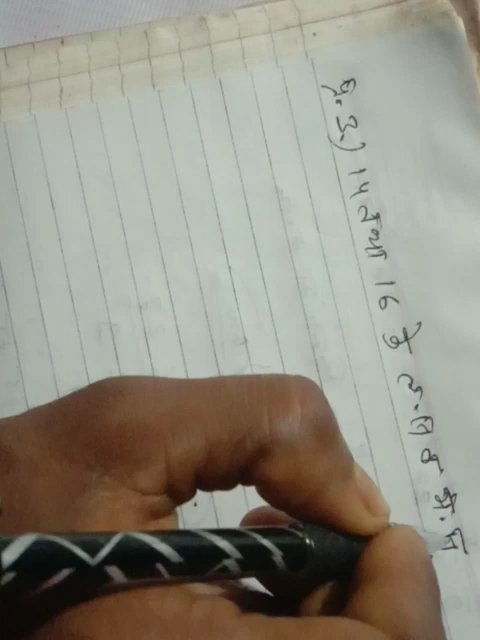 प्र. 3.) 14 तथा 16 के ल.स व म.स